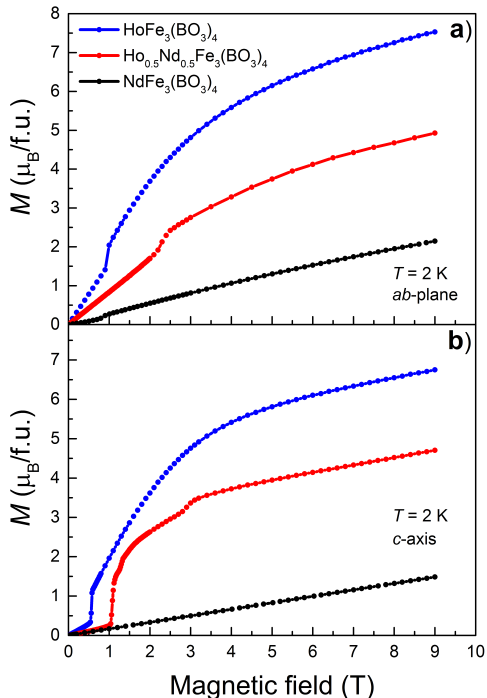 8
7
6
5
4
3
2
1
0
M (μB/f.u.)
HoFe3(BO3)4
Ho0.5Nd0.5Fe3(BO3)4
NdFe3(BO3)4
a)
T = 2 K
ab-plane
7
6
5
4
3
2
1
0
M (μB/f.u.)
b)
T = 2 K
c-axis
0 1 2 3 4 5 6 7 8 9 10
Magnetic field (T)